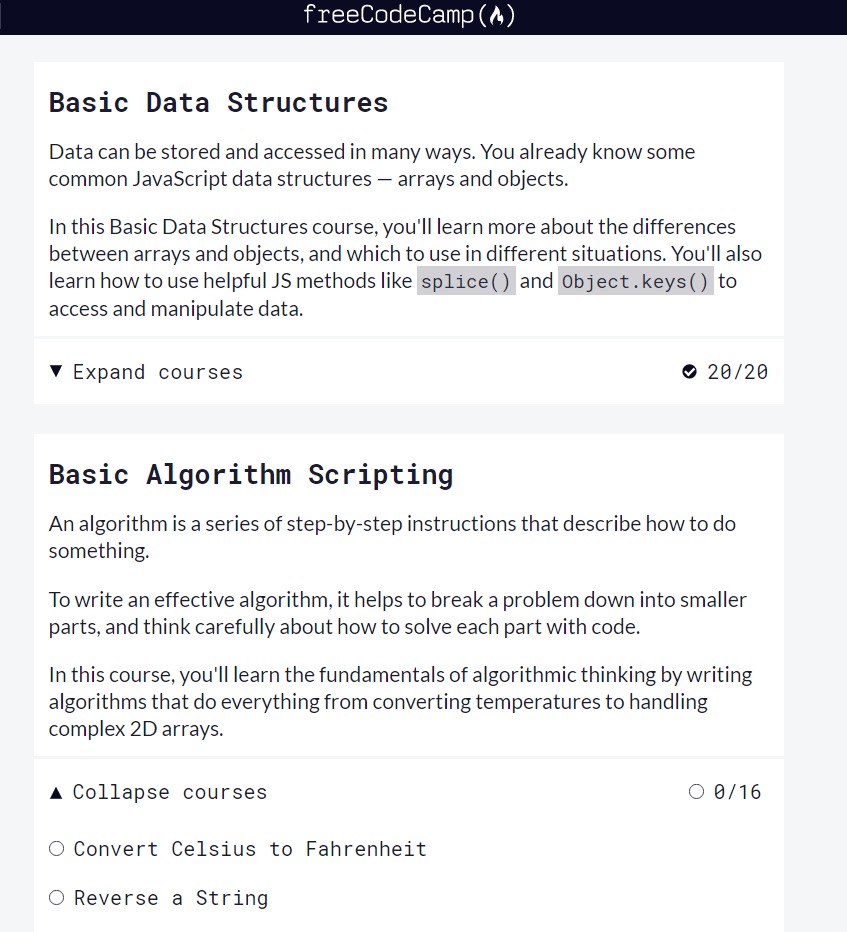 freeCodeCamp(🔥)
Basic Data Structures
Data can be stored and accessed in many ways. You already know some
common JavaScript data structures — arrays and objects.
In this Basic Data Structures course, you'll learn more about the differences
between arrays and objects, and which to use in different situations. You'll also
learn how to use helpful JS methods like splice() and Object.keys() to
access and manipulate data.
▼ Expand courses 20/20
Basic Algorithm Scripting
An algorithm is a series of step-by-step instructions that describe how to do
something.
To write an effective algorithm, it helps to break a problem down into smaller
parts, and think carefully about how to solve each part with code.
In this course, you'll learn the fundamentals of algorithmic thinking by writing
algorithms that do everything from converting temperatures to handling
complex 2D arrays.
▲ Collapse courses 0/16
Convert Celsius to Fahrenheit
Reverse a String